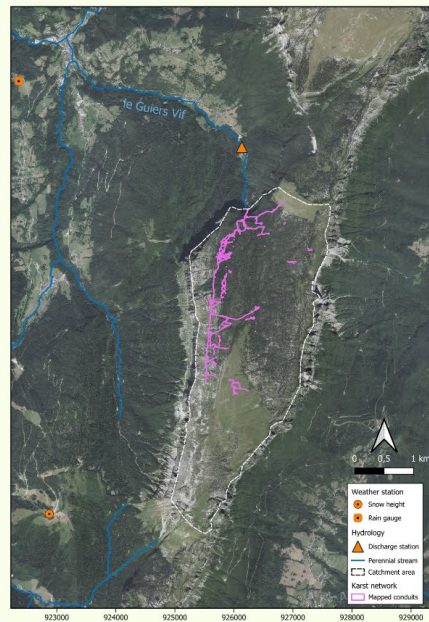 le Guiers Vif
0 0,5 1 km
Weather station
Snow height
Rain gauge
Hydrology
Discharge station
Perennial stream
Catchment area
Karst network
Mapped conduits
923000 924000 925000 926000 927000 928000 929000